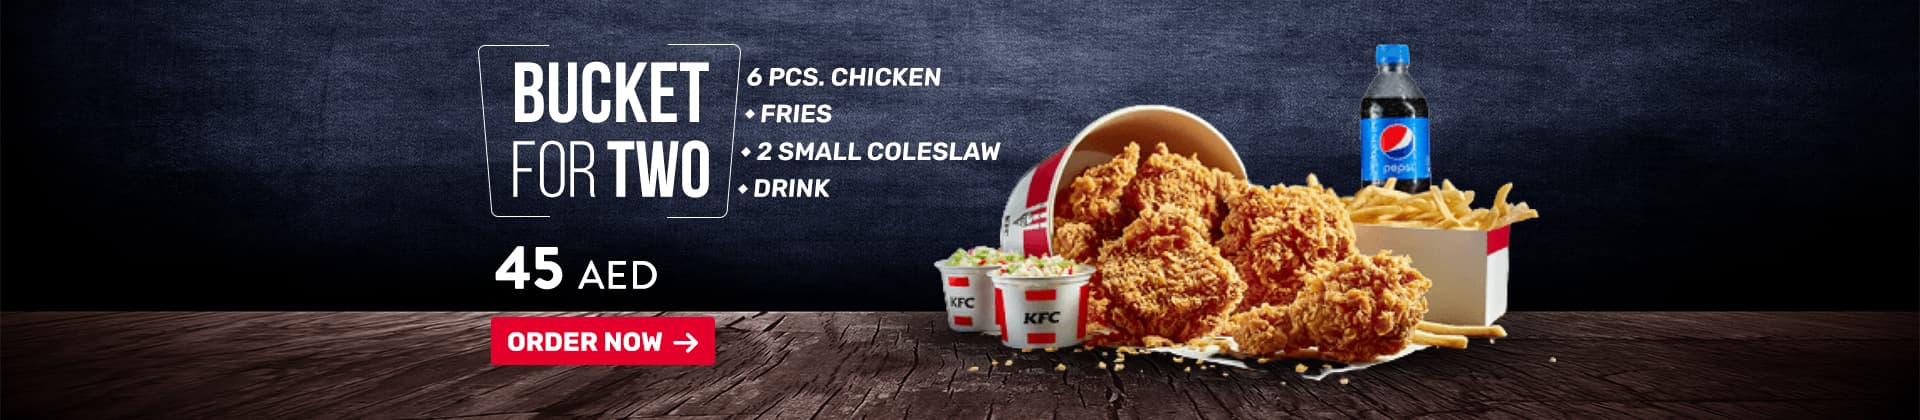 BUCKET
FOR TWO
6 PCS. CHICKEN
• FRIES
• 2 SMALL COLESLAW
• DRINK
45 AED
ORDER NOW →
KFC
KFC
pepsi